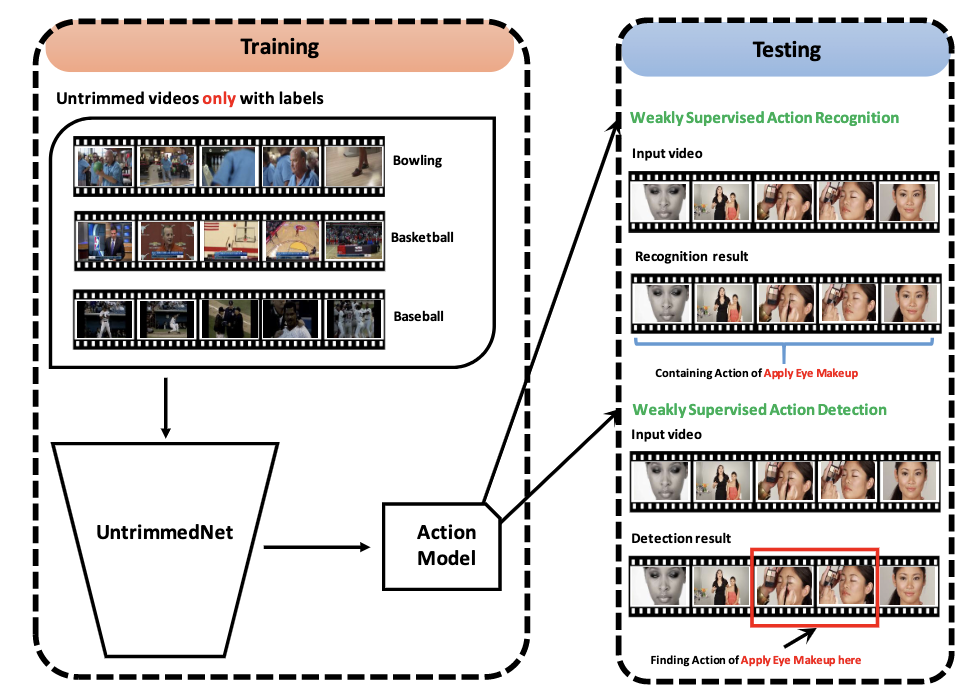 Training
Untrimmed videos only with labels
Bowling
Basketball
Baseball
UntrimmedNet
Action
Model
Testing
Weakly Supervised Action Recognition
Input video
Recognition result
Containing Action of Apply Eye Makeup
Weakly Supervised Action Detection
Input video
Detection result
Finding Action of Apply Eye Makeup here